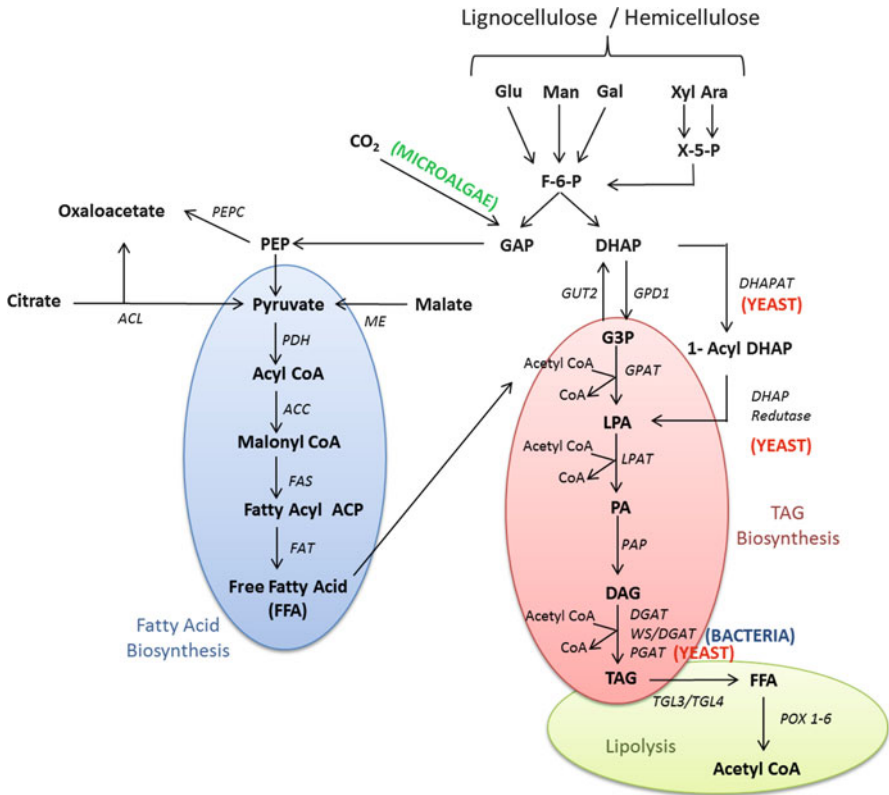 Lignocellulose / Hemicellulose
Glu Man Gal Xyl Ara
CO2 (MICROALGAE) X-5-P
F-6-P
Oxaloacetate PEPC
PEP GAP DHAP
GUT2 GPD1 DHAPAT
(YEAST)
Citrate ACL Pyruvate ME Malate
PDH
G3P
1- Acyl DHAP
Acyl CoA
Acetyl CoA GPAT
CoA
ACC
DHAP
Redutase
LPA
(YEAST)
Malonyl CoA
Acetyl CoA LPAT
CoA
FAS
Fatty Acyl ACP
PA
TAG
Biosynthesis
FAT
PAP
Free Fatty Acid
(FFA)
DAG
Fatty Acid
Biosynthesis
Acetyl CoA DGAT
WS/DGAT (BACTERIA)
CoA PGAT (YEAST)
TAG FFA
TGL3/TGL4
POX 1-6
Lipolysis
Acetyl CoA